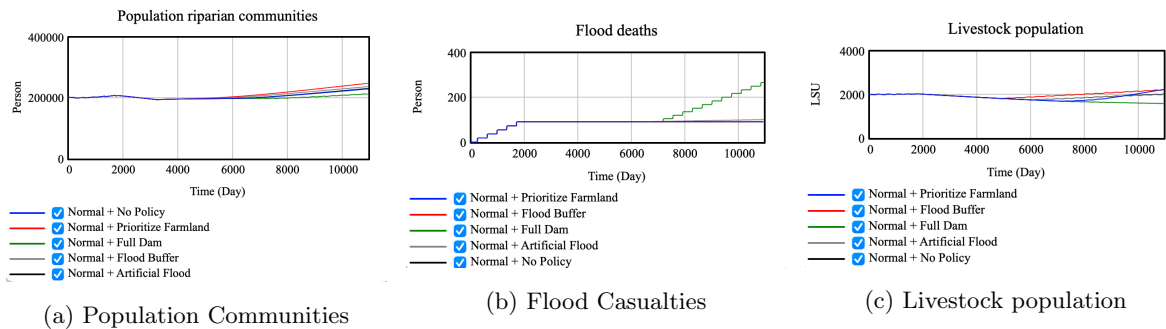 Population riparian communities
400000
200000
0
Person
0 2000 4000 6000 8000 10000
Time (Day)
Normal + No Policy
Normal + Prioritize Farmland
Normal + Full Dam
Normal + Flood Buffer
Normal + Artificial Flood
(a) Population Communities
Flood deaths
400
200
0
Person
0 2000 4000 6000 8000 10000
Time (Day)
Normal + Prioritize Farmland
Normal + Flood Buffer
Normal + Full Dam
Normal + Artificial Flood
Normal + No Policy
(b) Flood Casualties
Livestock population
4000
2000
0
LSU
0 2000 4000 6000 8000 10000
Time (Day)
Normal + Prioritize Farmland
Normal + Flood Buffer
Normal + Full Dam
Normal + Artificial Flood
Normal + No Policy
(c) Livestock population